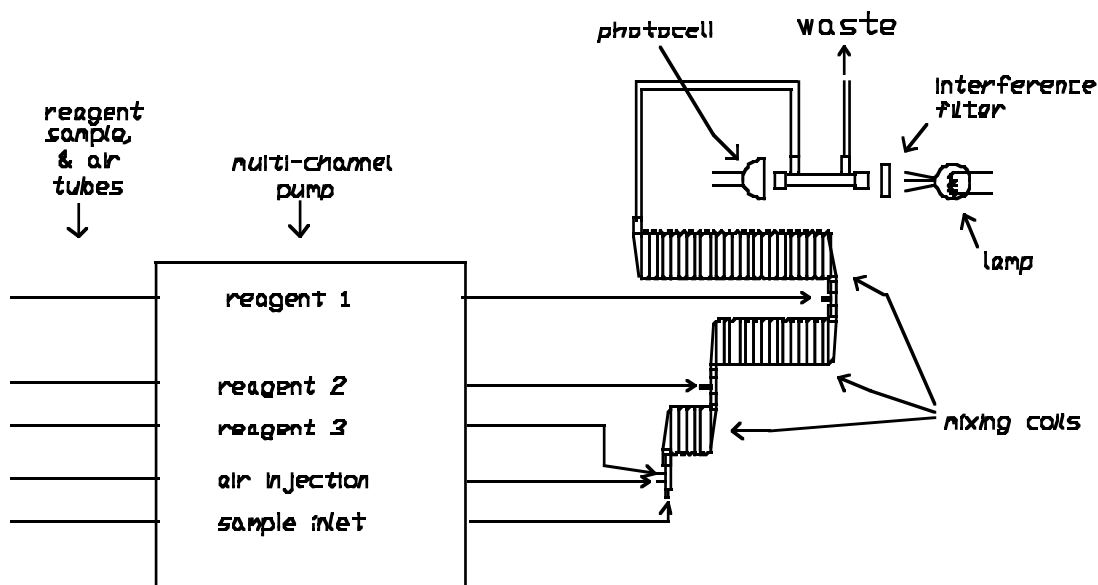 photocell
waste
interference
filter
reagent
sample,
& air
tubes
multi-channel
pump
lamp
reagent 1
reagent 2
reagent 3
air injection
sample inlet
mixing coils